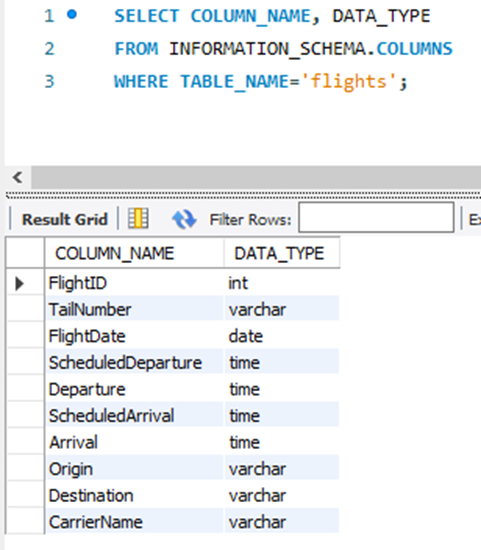 1 SELECT COLUMN_NAME, DATA_TYPE
2 FROM INFORMATION_SCHEMA.COLUMNS
3 WHERE TABLE_NAME='flights';
Result Grid Filter Rows:
COLUMN_NAME DATA_TYPE
FlightID int
TailNumber varchar
FlightDate date
ScheduledDeparture time
Departure time
ScheduledArrival time
Arrival time
Origin varchar
Destination varchar
CarrierName varchar